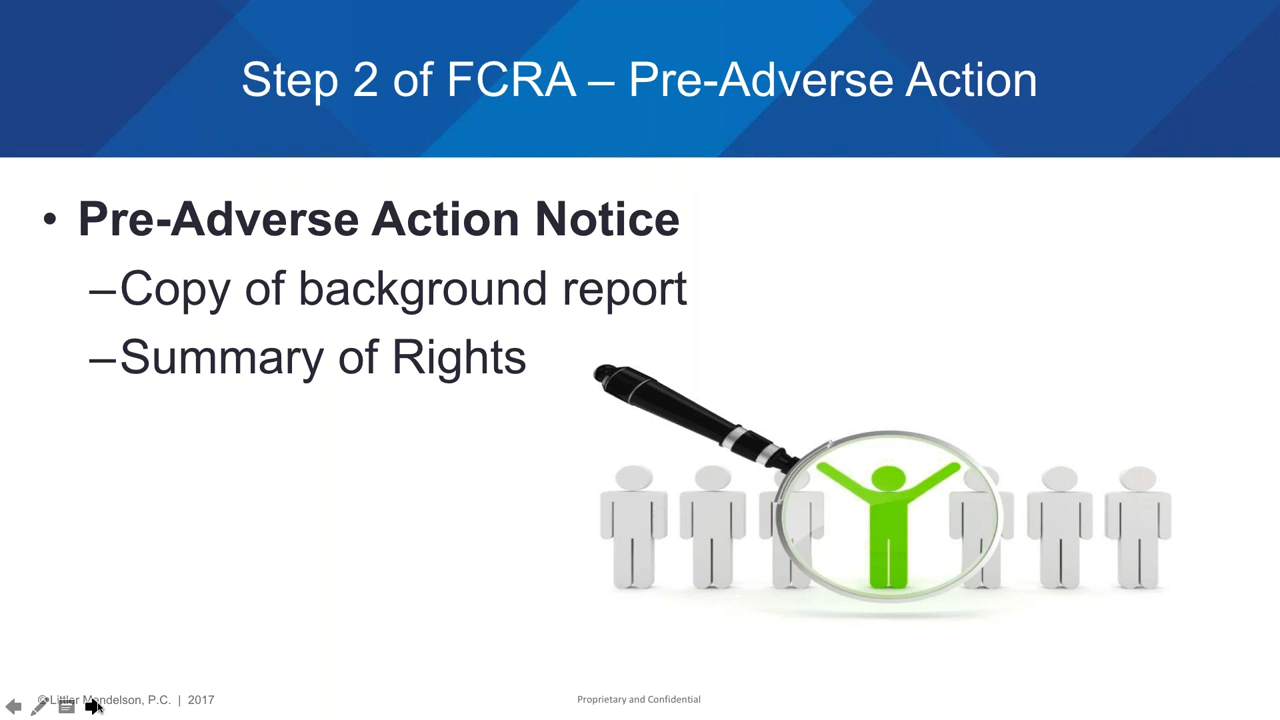 Step 2 of FCRA – Pre-Adverse Action
• Pre-Adverse Action Notice
–Copy of background report
–Summary of Rights
© Littler Mendelson, P.C. | 2017
Proprietary and Confidential